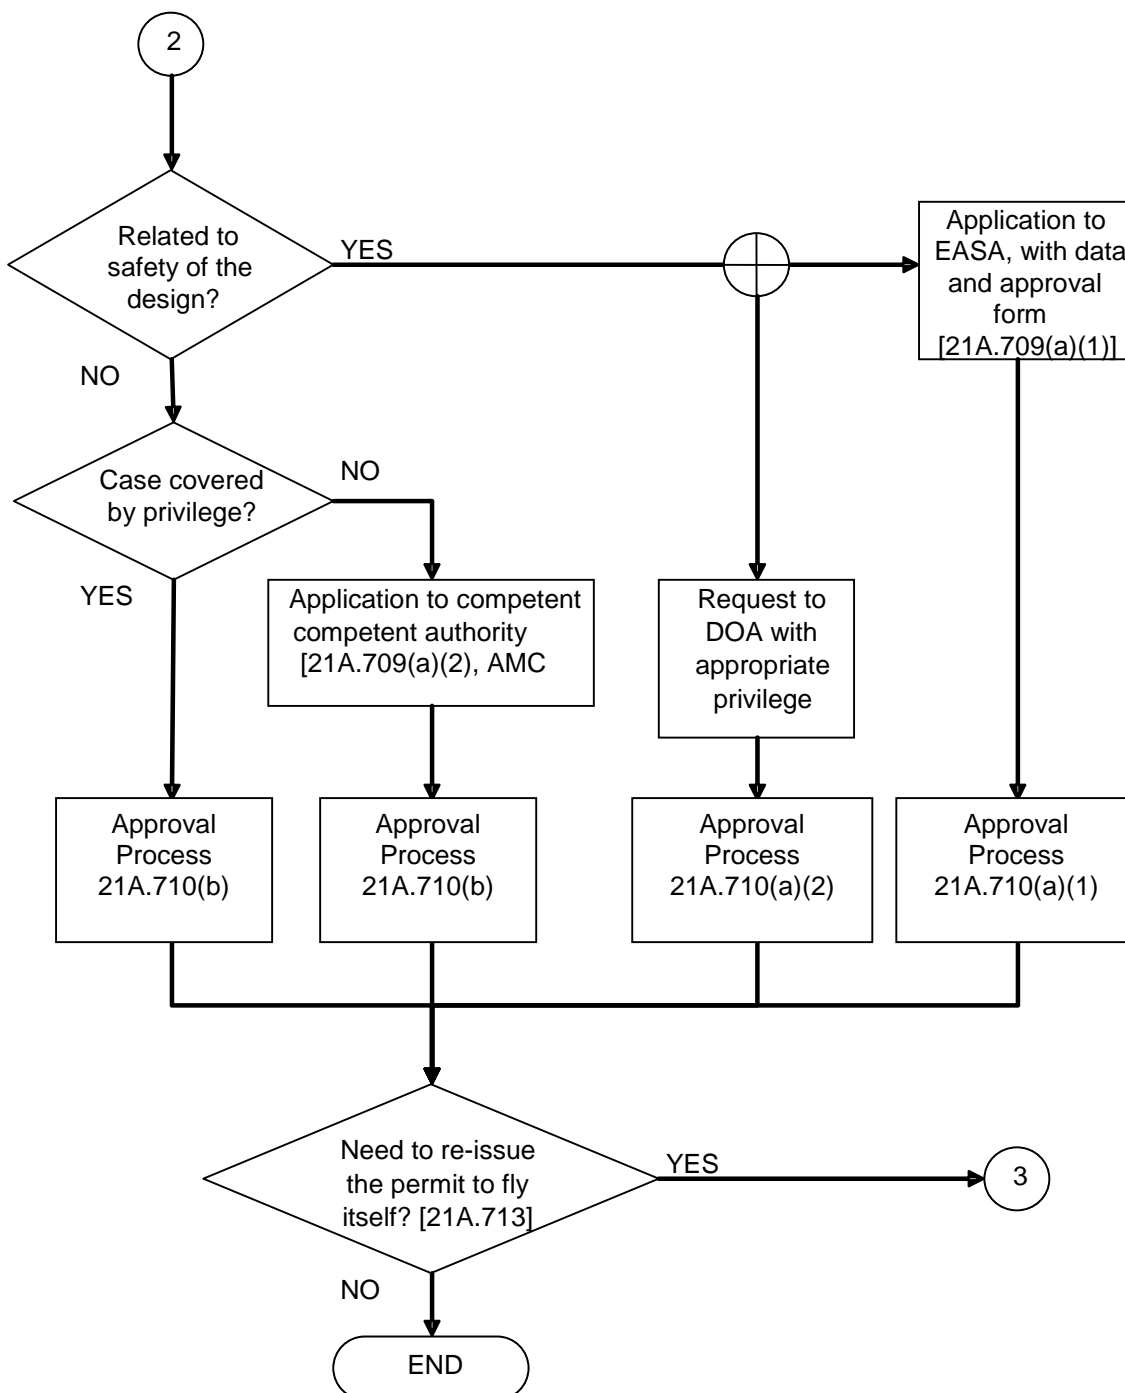 2
Related to
safety of the
design?
YES
Application to
EASA, with data
and approval
form
[21A.709(a)(1)]
NO
Case covered
by privilege?
NO
YES
Application to competent
competent authority
[21A.709(a)(2), AMC
Request to
DOA with
appropriate
privilege
Approval
Process
21A.710(b)
Approval
Process
21A.710(b)
Approval
Process
21A.710(a)(2)
Approval
Process
21A.710(a)(1)
Need to re-issue
the permit to fly
itself? [21A.713]
YES
3
NO
END